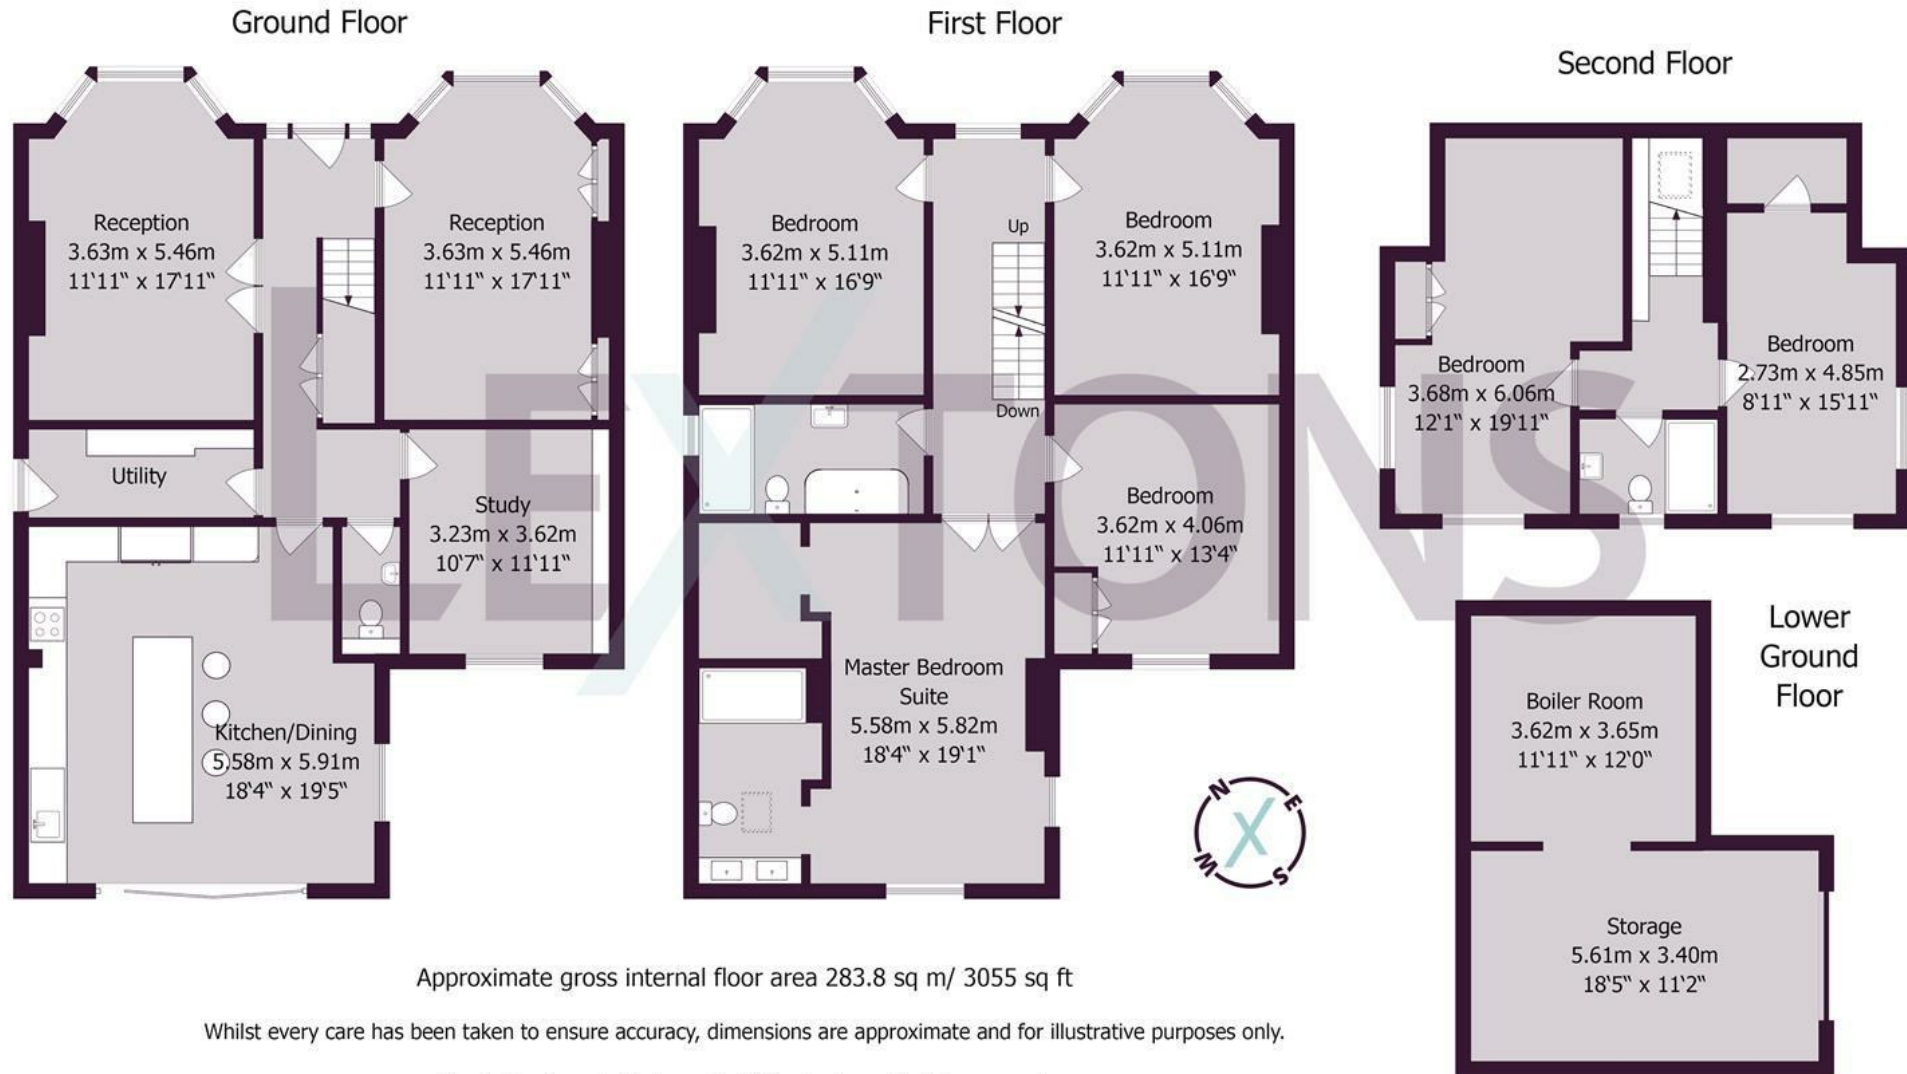 Ground Floor
First Floor
Second Floor
Reception
3.63m x 5.46m
11'11" x 17'11"
Reception
3.63m x 5.46m
11'11" x 17'11"
Utility
Study
3.23m x 3.62m
10'7" x 11'11"
Kitchen/Dining
5.58m x 5.91m
18'4" x 19'5"
Bedroom
3.62m x 5.11m
11'11" x 16'9"
Up
Down
Bedroom
3.62m x 5.11m
11'11" x 16'9"
Bedroom
3.62m x 4.06m
11'11" x 13'4"
Master Bedroom
Suite
5.58m x 5.82m
18'4" x 19'1"
Bedroom
3.68m x 6.06m
12'1" x 19'11"
Bedroom
2.73m x 4.85m
8'11" x 15'11"
LEXTONS
N
E
S
W
X
Lower
Ground
Floor
Boiler Room
3.62m x 3.65m
11'11" x 12'0"
Storage
5.61m x 3.40m
18'5" x 11'2"
Approximate gross internal floor area 283.8 sq m/ 3055 sq ft
Whilst every care has been taken to ensure accuracy, dimensions are approximate and for illustrative purposes only.